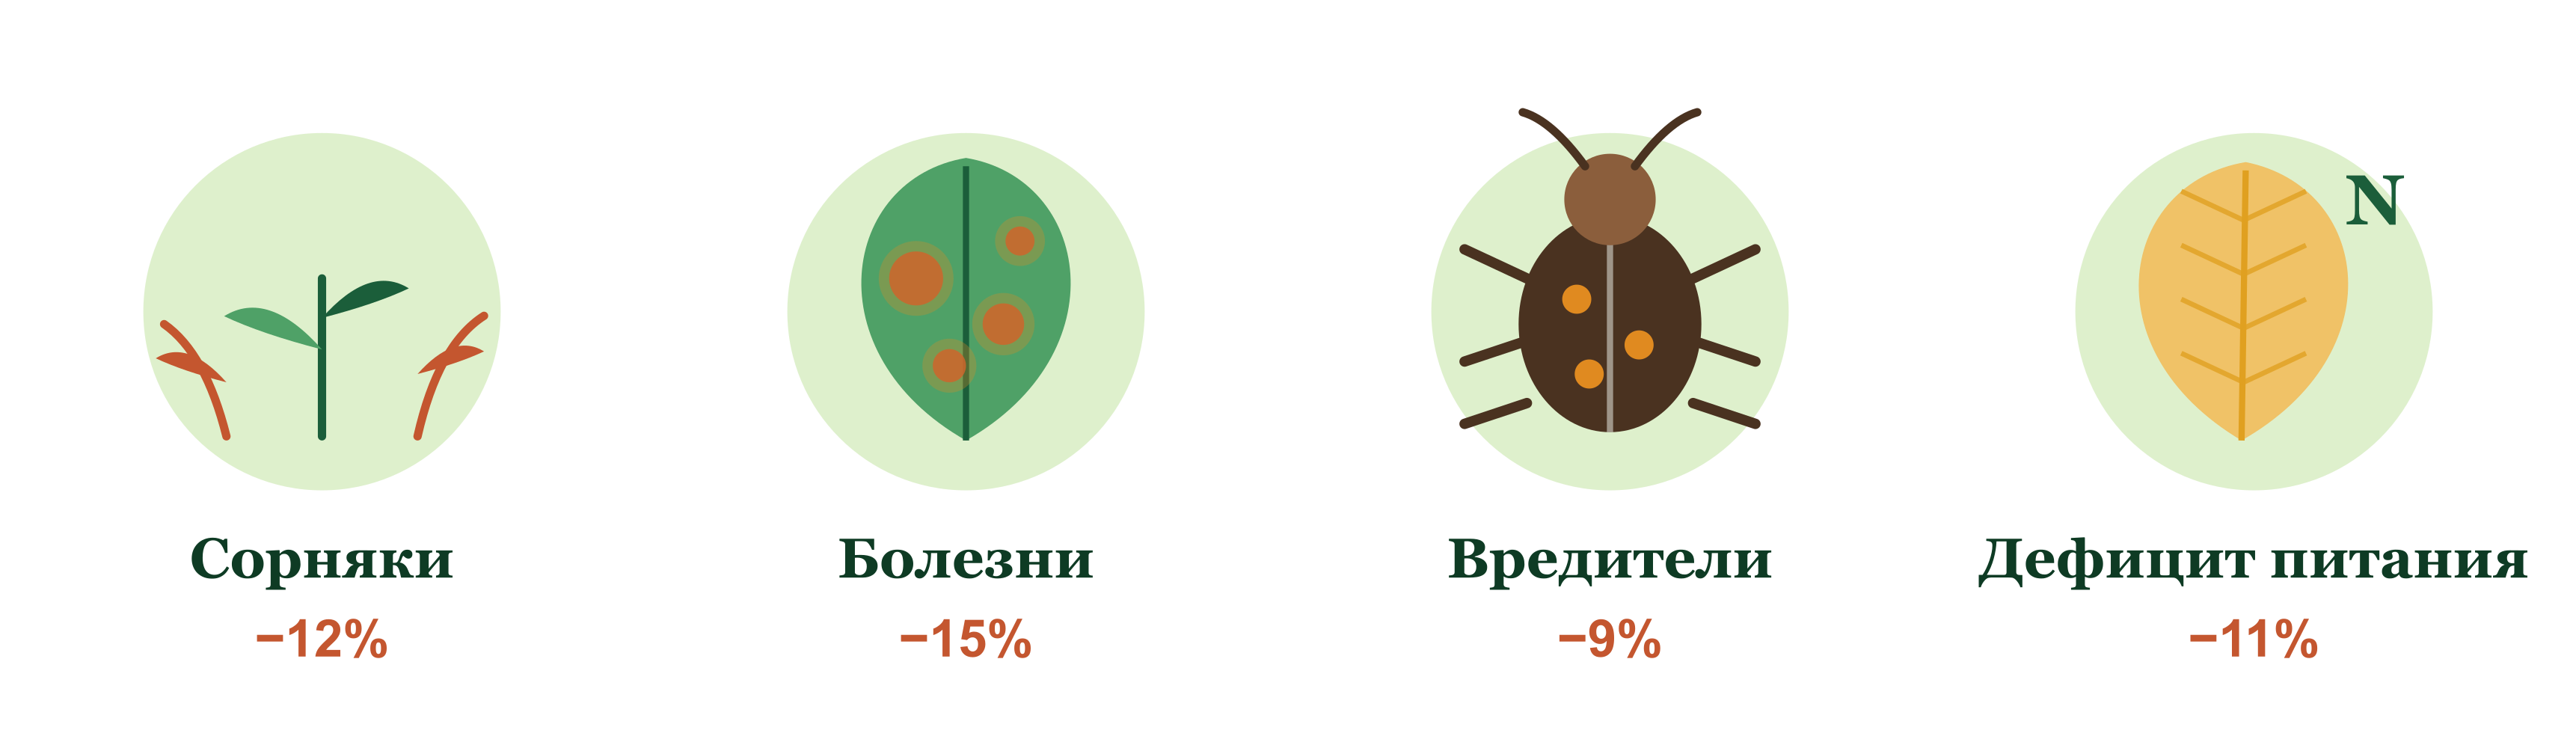 N
Сорняки
−12%
Болезни
−15%
Вредители
−9%
Дефицит питания
−11%